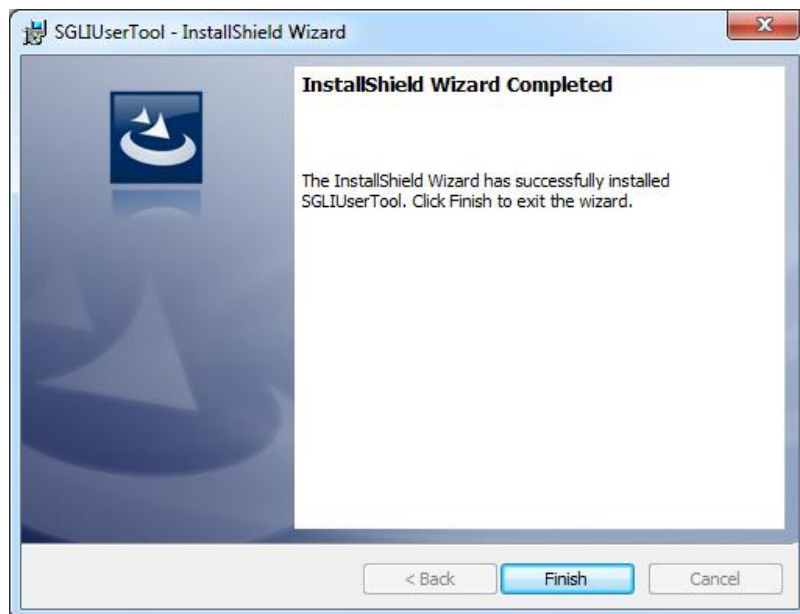 SGLIUserTool - InstallShield Wizard
X
InstallShield Wizard Completed
The InstallShield Wizard has successfully installed
SGLIUserTool. Click Finish to exit the wizard.
< Back
Finish
Cancel